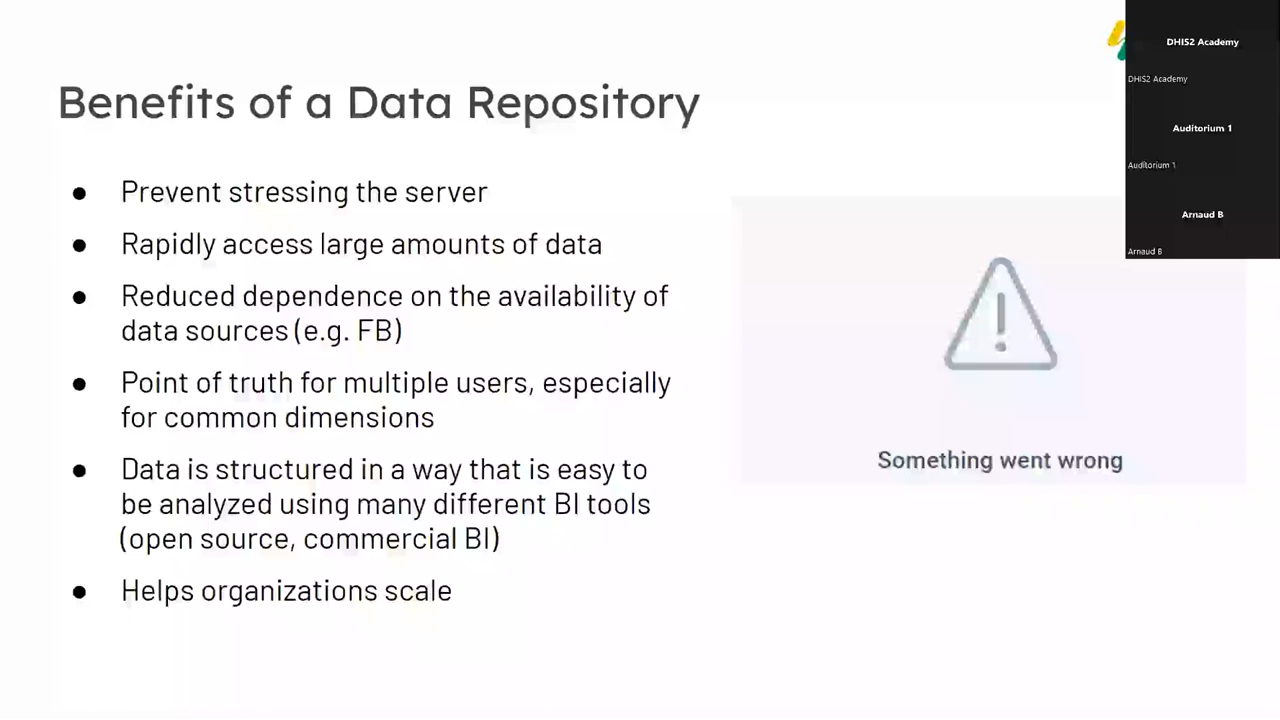 Benefits of a Data Repository
● Prevent stressing the server
● Rapidly access large amounts of data
● Reduced dependence on the availability of
data sources (e.g. FB)
● Point of truth for multiple users, especially
for common dimensions
● Data is structured in a way that is easy to
be analyzed using many different BI tools
(open source, commercial BI)
● Helps organizations scale
Something went wrong
DHIS2 Academy
DHIS2 Academy
Auditorium 1
Auditorium 1
Arnaud B
Arnaud B